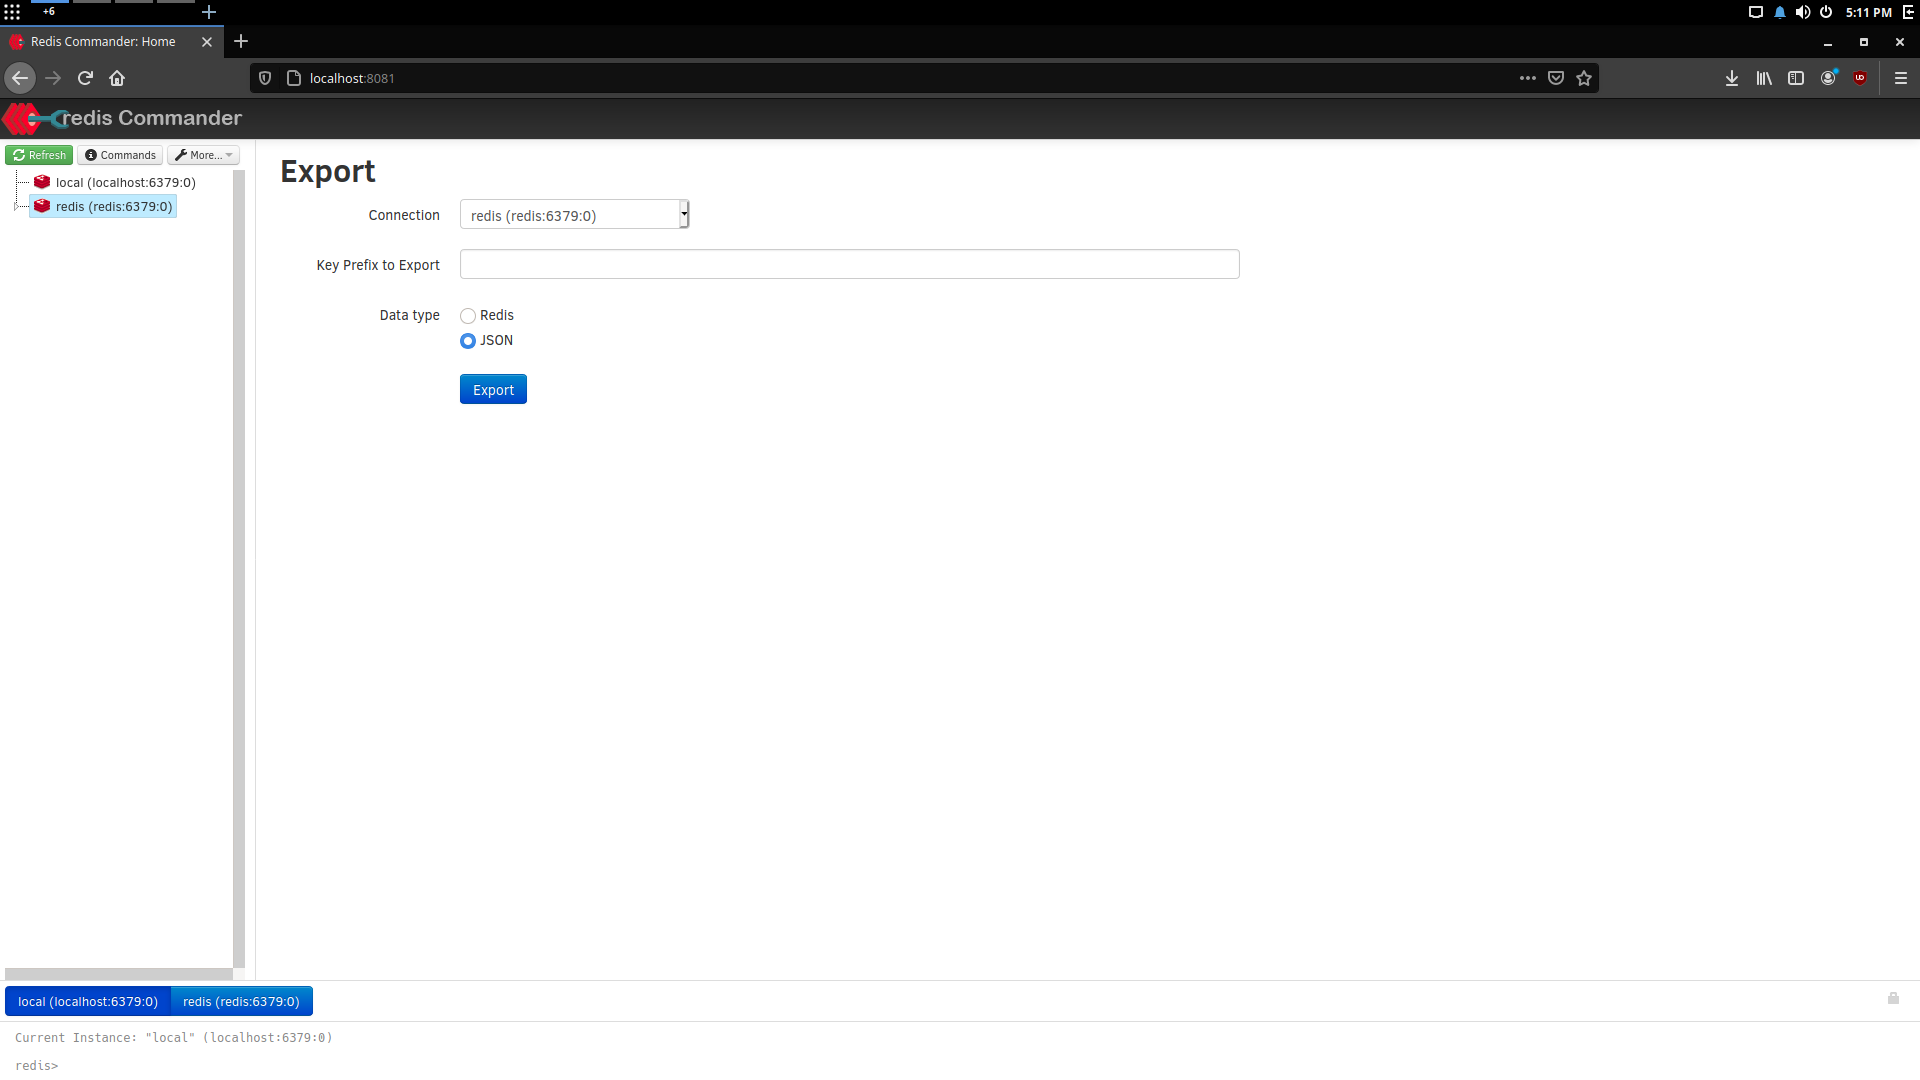 +6
5:11 PM
Redis Commander: Home
localhost:8081
redis Commander
Refresh
Commands
More...
local (localhost:6379:0)
redis (redis:6379:0)
Export
Connection
redis (redis:6379:0)
Key Prefix to Export
Data type
Redis
JSON
Export
local (localhost:6379:0)
redis (redis:6379:0)
Current Instance: "local" (localhost:6379:0)
redis>